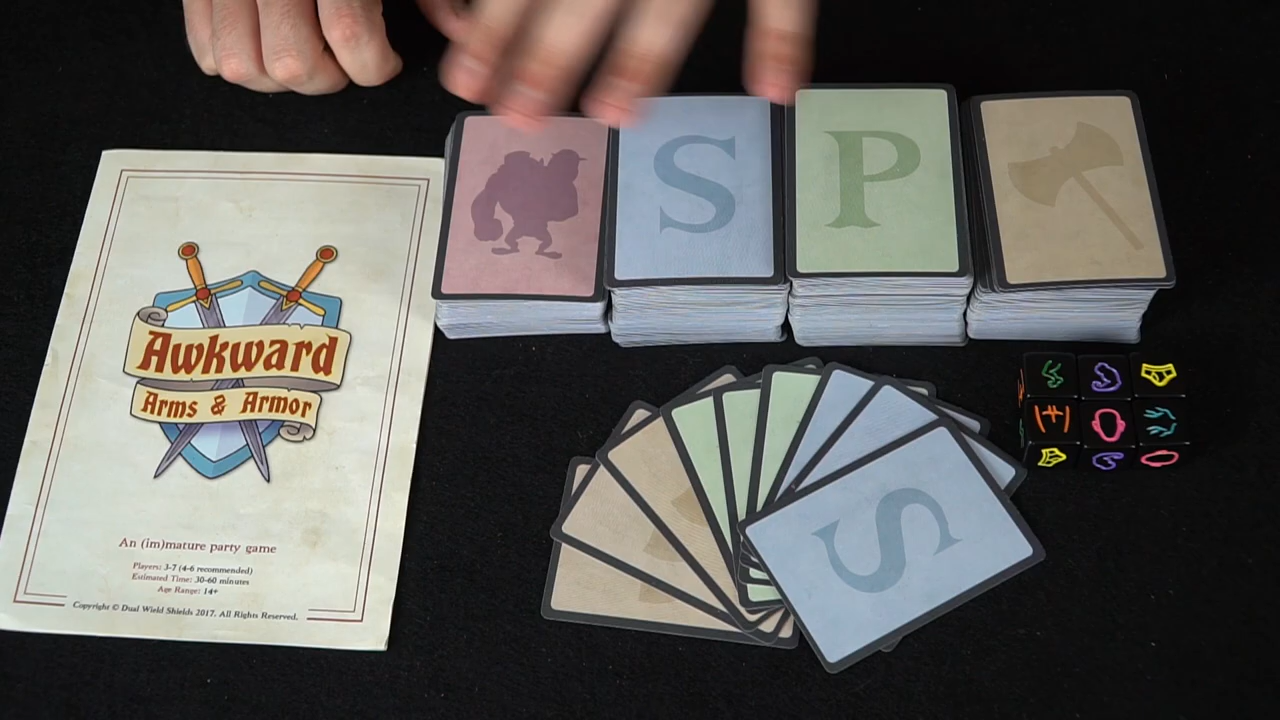 Awkward
Arms & Armor
An (im)mature party game
Players: 3-7 (4-6 recommended)
Estimated Time: 30-60 minutes
Age Range: 14+
Copyright © Dual Wield Shields 2017. All Rights Reserved.
S
P
S